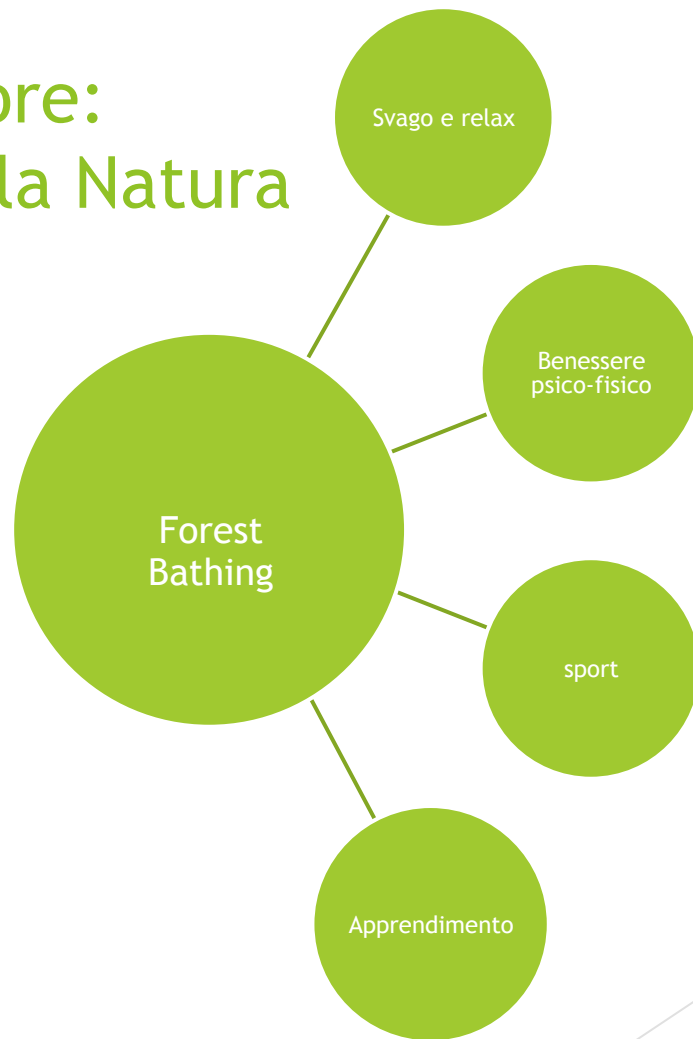 ore:
la Natura
Svago e relax
Benessere
psico-fisico
Forest
Bathing
sport
Apprendimento